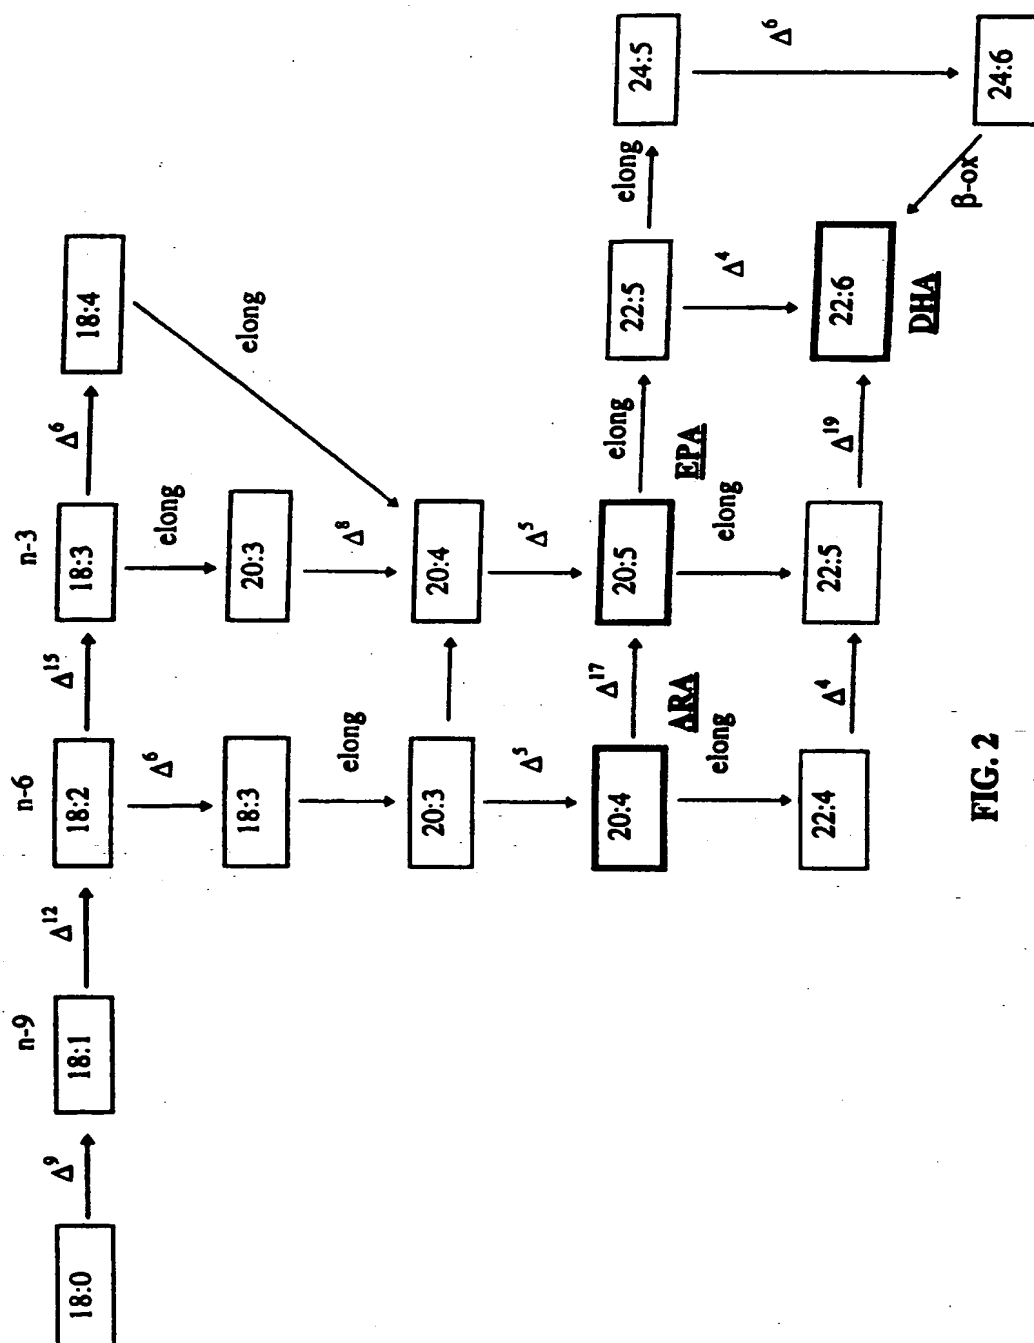 n-9
n-6
n-3
Δ⁹
Δ¹²
Δ¹⁵
Δ⁶
18:0
18:1
18:2
18:3
18:4
Δ⁶
elong
elong
18:3
20:3
elong
Δ⁸
20:3
20:4
Δ⁵
Δ⁵
Δ¹⁷
elong
elong
20:4
20:5
22:5
24:5
ARA
EPA
elong
elong
Δ⁴
Δ⁶
Δ⁴
Δ¹⁹
22:4
22:5
22:6
DHA
β-ox
24:6
FIG. 2